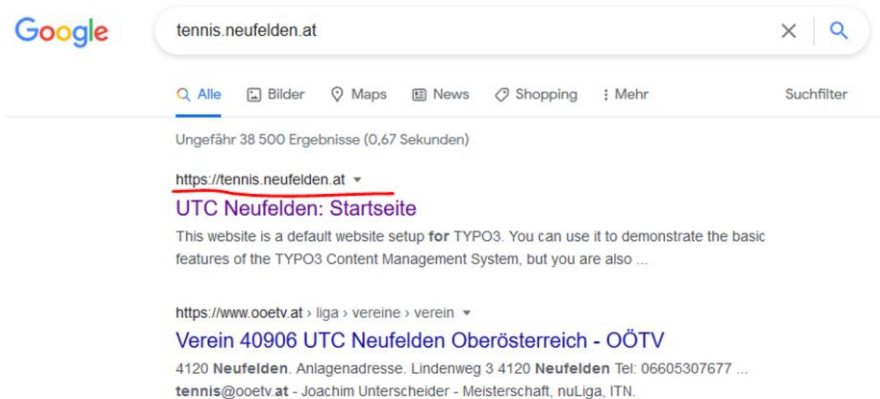 Google
tennis.neufelden.at
Alle Bilder Maps News Shopping Mehr Suchfilter
Ungefähr 38 500 Ergebnisse (0,67 Sekunden)
https://tennis.neufelden.at
UTC Neufelden: Startseite
This website is a default website setup for TYPO3. You can use it to demonstrate the basic
features of the TYPO3 Content Management System, but you are also ...
https://www.ooetv.at › liga › vereine › verein
Verein 40906 UTC Neufelden Oberösterreich - OÖTV
4120 Neufelden. Anlagenadresse. Lindenweg 3 4120 Neufelden Tel: 06605307677 ...
tennis@ooetv.at - Joachim Unterscheider - Meisterschaft, nuLiga, ITN.